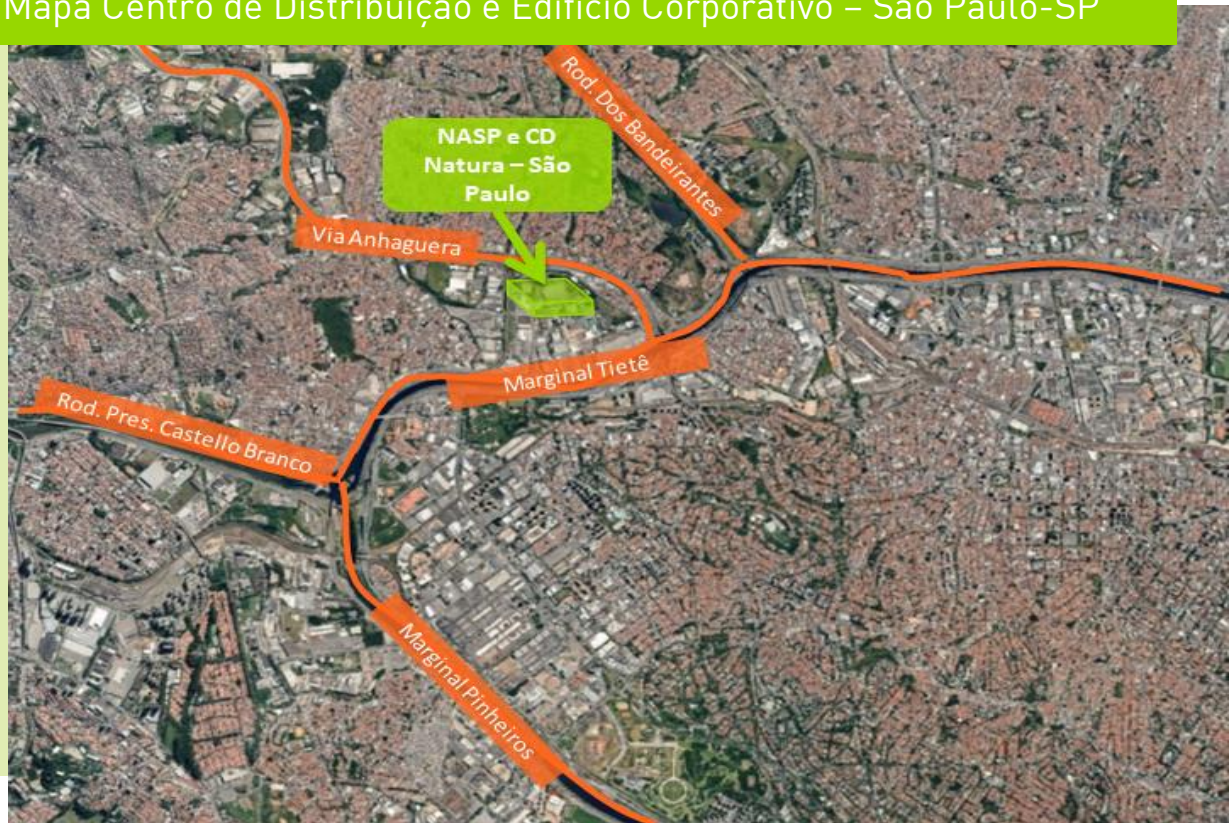 Mapa Centro de Distribuição e Edifício Corporativo – São Paulo-SP
Rod. Dos Bandeirantes
NASP e CD
Natura – São
Paulo
Via Anhaguera
Marginal Tietê
Rod. Pres. Castello Branco
Marginal Pinheiros